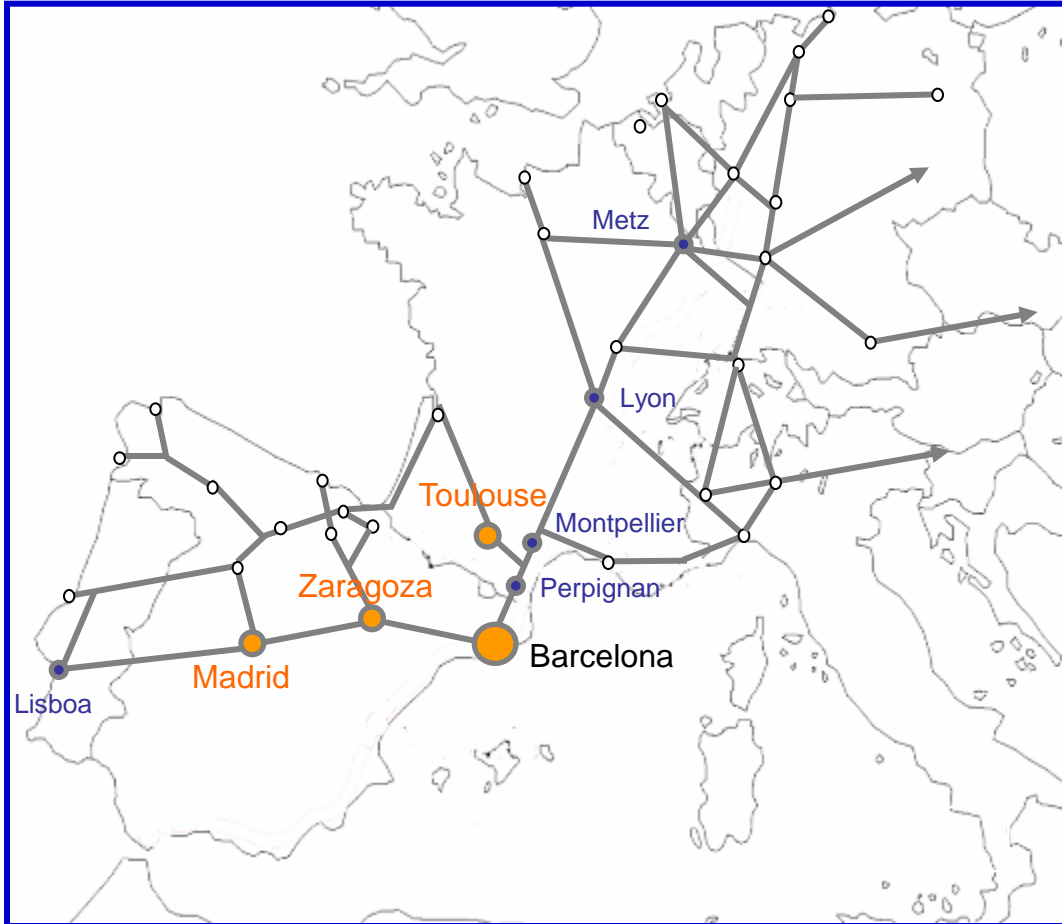 Metz
Lyon
Toulouse
Montpellier
Zaragoza
Perpignan
Barcelona
Madrid
Lisboa